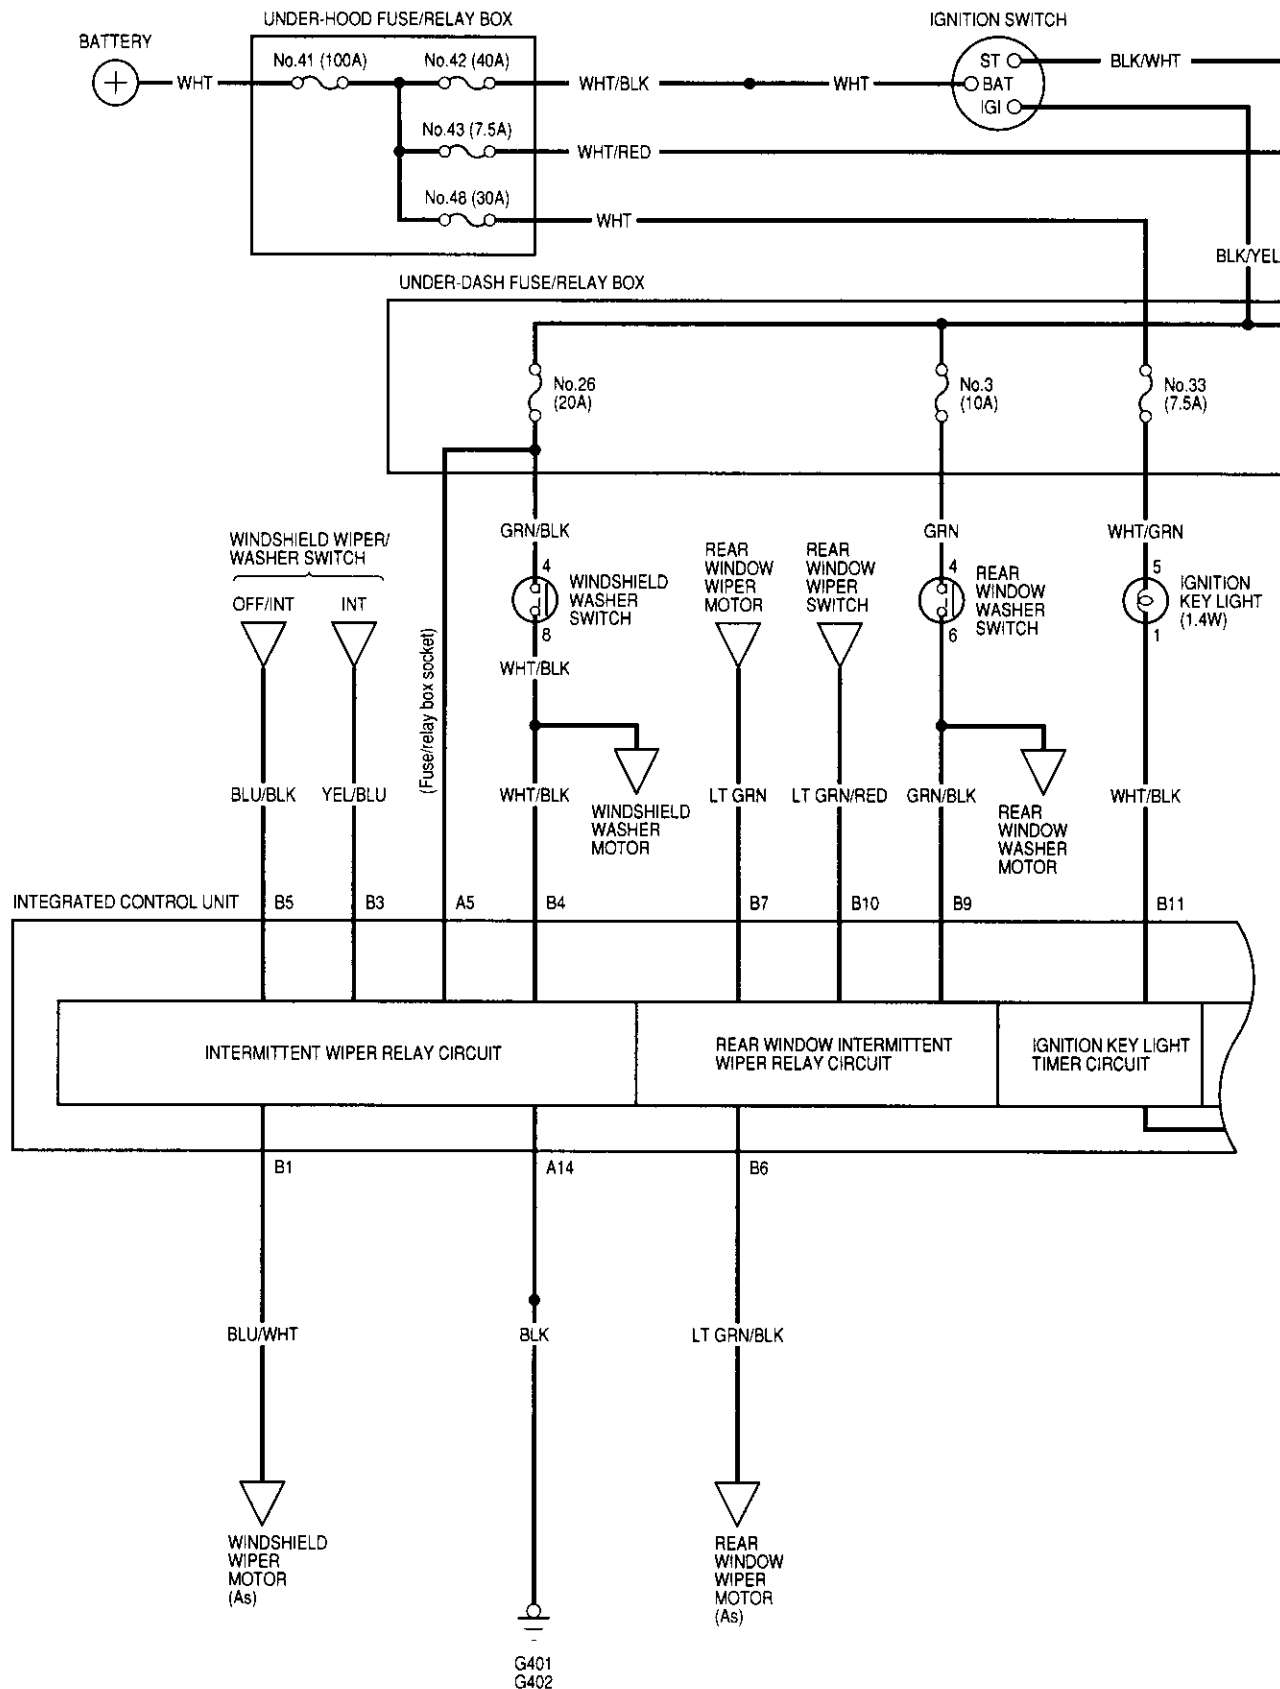 UNDER-HOOD FUSE/RELAY BOX
IGNITION SWITCH
BATTERY
No.41 (100A)
No.42 (40A)
ST
BLK/WHT
WHT
WHT/BLK
WHT
BAT
IGI
No.43 (7.5A)
WHT/RED
No.48 (30A)
WHT
BLK/YEL
UNDER-DASH FUSE/RELAY BOX
No.26
(20A)
No.3
(10A)
No.33
(7.5A)
GRN/BLK
GRN
WHT/GRN
WINDSHIELD WIPER/
WASHER SWITCH
OFF/INT
INT
(Fuse/relay box socket)
4
8
WINDSHIELD
WASHER
SWITCH
REAR
WINDOW
WIPER
MOTOR
REAR
WINDOW
WIPER
SWITCH
4
6
REAR
WINDOW
WASHER
SWITCH
5
1
IGNITION
KEY LIGHT
(1.4W)
WHT/BLK
BLU/BLK
YEL/BLU
WHT/BLK
LT GRN
LT GRN/RED
GRN/BLK
WHT/BLK
WINDSHIELD
WASHER
MOTOR
REAR
WINDOW
WASHER
MOTOR
INTEGRATED CONTROL UNIT
B5
B3
A5
B4
B7
B10
B9
B11
INTERMITTENT WIPER RELAY CIRCUIT
REAR WINDOW INTERMITTENT
WIPER RELAY CIRCUIT
IGNITION KEY LIGHT
TIMER CIRCUIT
B1
A14
B6
BLU/WHT
BLK
LT GRN/BLK
WINDSHIELD
WIPER
MOTOR
(As)
REAR
WINDOW
WIPER
MOTOR
(As)
G401
G402